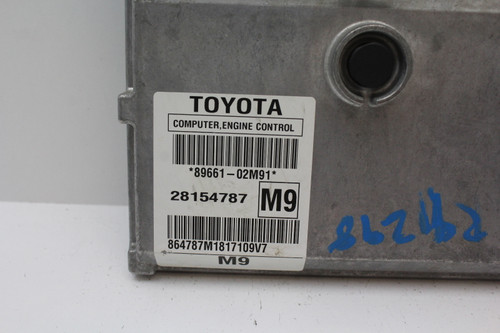 TOYOTA
COMPUTER,ENGINE CONTROL
*89661-02M91*
28154787 M9
864787M1817109V7
M9